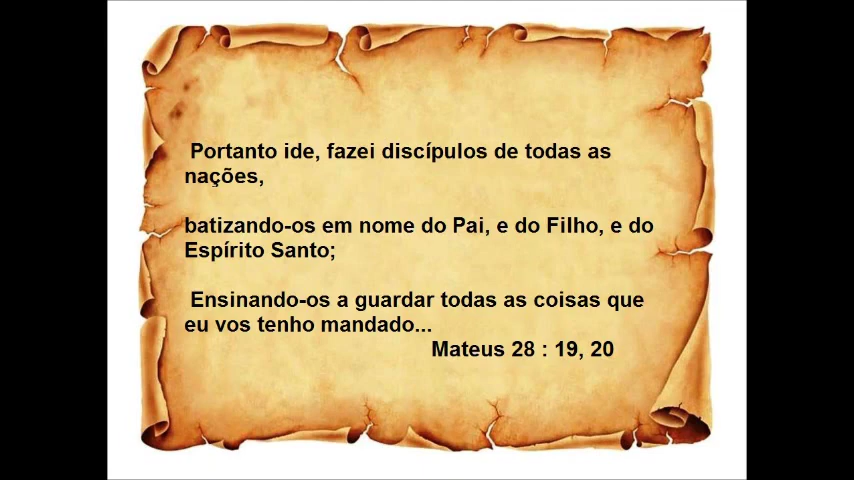 Portanto ide, fazei discípulos de todas as
nações,
batizando-os em nome do Pai, e do Filho, e do
Espírito Santo;
Ensinando-os a guardar todas as coisas que
eu vos tenho mandado...
Mateus 28 : 19, 20